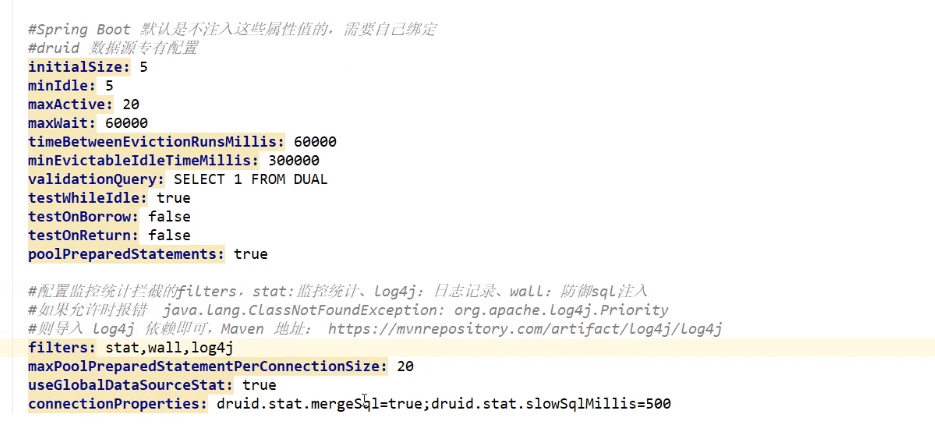 #Spring Boot 默认是不注入这些属性值的，需要自己绑定
#druid 数据源专有配置
initialSize: 5
minIdle: 5
maxActive: 20
maxWait: 60000
timeBetweenEvictionRunsMillis: 60000
minEvictableIdleTimeMillis: 300000
validationQuery: SELECT 1 FROM DUAL
testWhileIdle: true
testOnBorrow: false
testOnReturn: false
poolPreparedStatements: true
#配置监控统计拦截的filters，stat:监控统计、log4j：日志记录、wall：防御sql注入
#如果允许时报错  java.lang.ClassNotFoundException: org.apache.log4j.Priority
#则导入 log4j 依赖即可，Maven 地址： https://mvnrepository.com/artifact/log4j/log4j
filters: stat,wall,log4j
maxPoolPreparedStatementPerConnectionSize: 20
useGlobalDataSourceStat: true
connectionProperties: druid.stat.mergeSql=true;druid.stat.slowSqlMillis=500